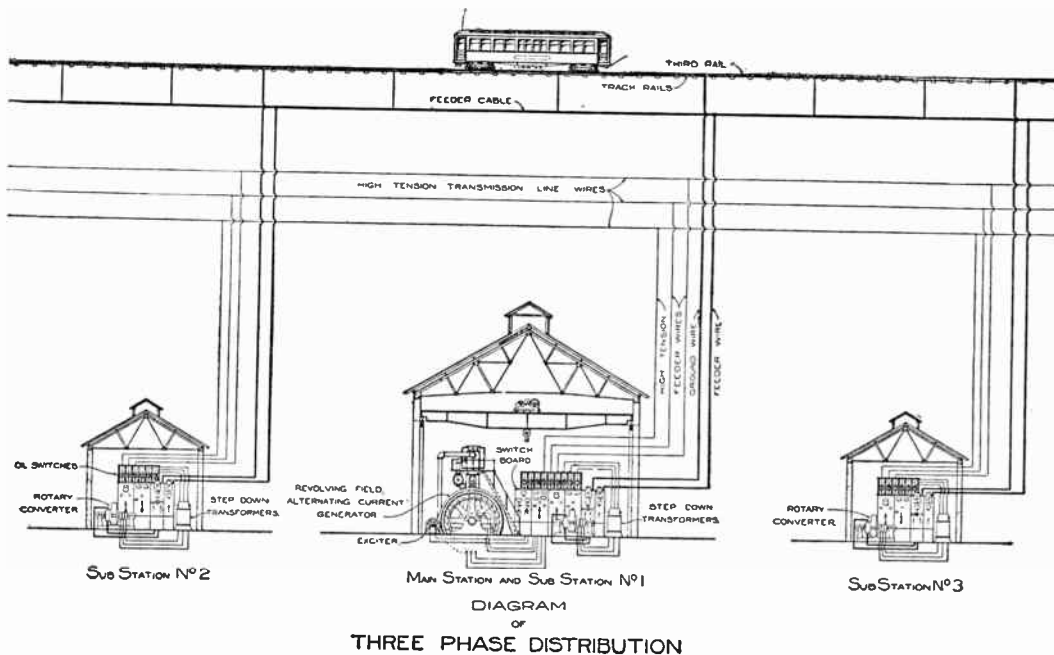 THIRD RAIL
TRACK RAILS
FEEDER CABLE
HIGH TENSION TRANSMISSION LINE WIRES
HIGH TENSION
FEEDER WIRES
GROUND WIRE
FEEDER WIRE
OIL SWITCHES
ROTARY
CONVERTER
STEP DOWN
TRANSFORMERS
SWITCH
BOARD
REVOLVING FIELD,
ALTERNATING CURRENT
GENERATOR
EXCITER
STEP DOWN
TRANSFORMERS
ROTARY
CONVERTER
SUB STATION No 2
MAIN STATION AND SUB STATION No 1
SUB STATION No 3
DIAGRAM
OF
THREE PHASE DISTRIBUTION